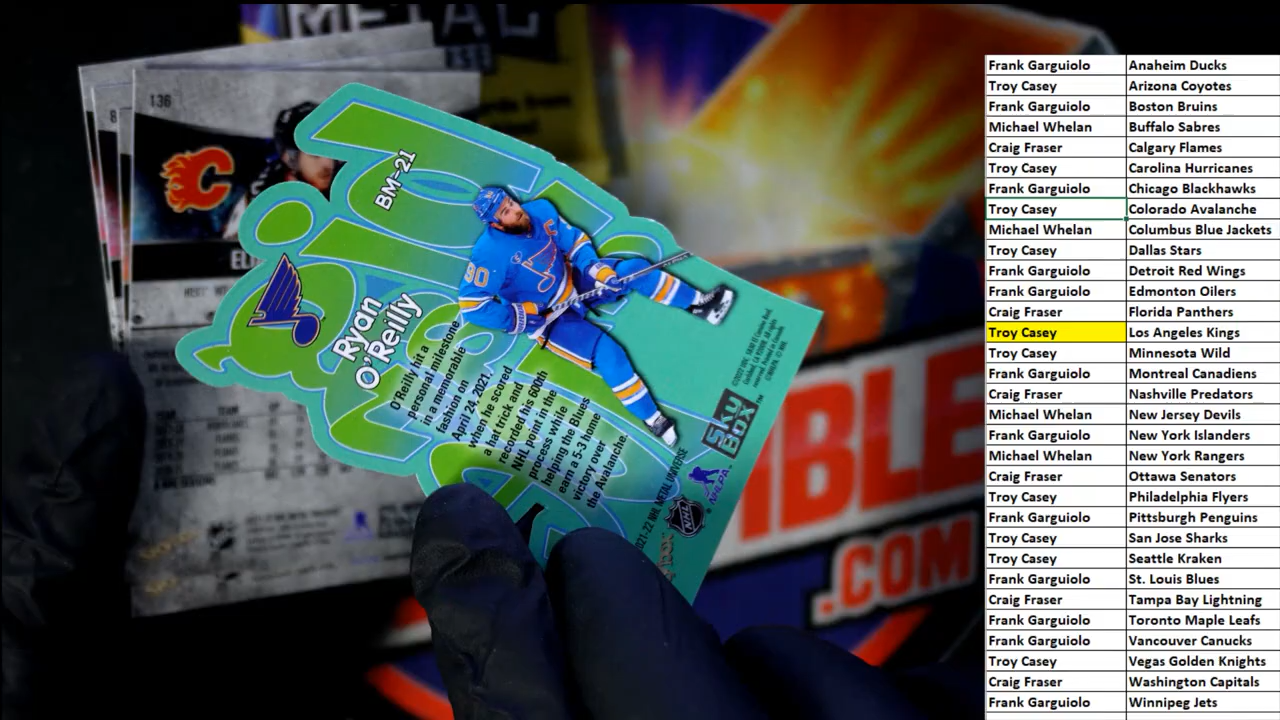 METAL
136
8
BM-21
90
Ryan
O'Reilly
O'Reilly hit a
personal milestone
in a memorable
fashion on
April 24, 2021,
when he scored
a hat trick and
recorded his 600th
NHL point in the
process while
helping the Blues
earn a 5-3 home
victory over
the Avalanche.
SKY
BOX
NHLPA
NHL
IBLE
.COM
Frank Garguiolo Anaheim Ducks
Troy Casey Arizona Coyotes
Frank Garguiolo Boston Bruins
Michael Whelan Buffalo Sabres
Craig Fraser Calgary Flames
Troy Casey Carolina Hurricanes
Frank Garguiolo Chicago Blackhawks
Troy Casey Colorado Avalanche
Michael Whelan Columbus Blue Jackets
Troy Casey Dallas Stars
Frank Garguiolo Detroit Red Wings
Frank Garguiolo Edmonton Oilers
Craig Fraser Florida Panthers
Troy Casey Los Angeles Kings
Troy Casey Minnesota Wild
Frank Garguiolo Montreal Canadiens
Craig Fraser Nashville Predators
Michael Whelan New Jersey Devils
Frank Garguiolo New York Islanders
Michael Whelan New York Rangers
Craig Fraser Ottawa Senators
Troy Casey Philadelphia Flyers
Frank Garguiolo Pittsburgh Penguins
Troy Casey San Jose Sharks
Troy Casey Seattle Kraken
Frank Garguiolo St. Louis Blues
Craig Fraser Tampa Bay Lightning
Frank Garguiolo Toronto Maple Leafs
Frank Garguiolo Vancouver Canucks
Troy Casey Vegas Golden Knights
Craig Fraser Washington Capitals
Frank Garguiolo Winnipeg Jets